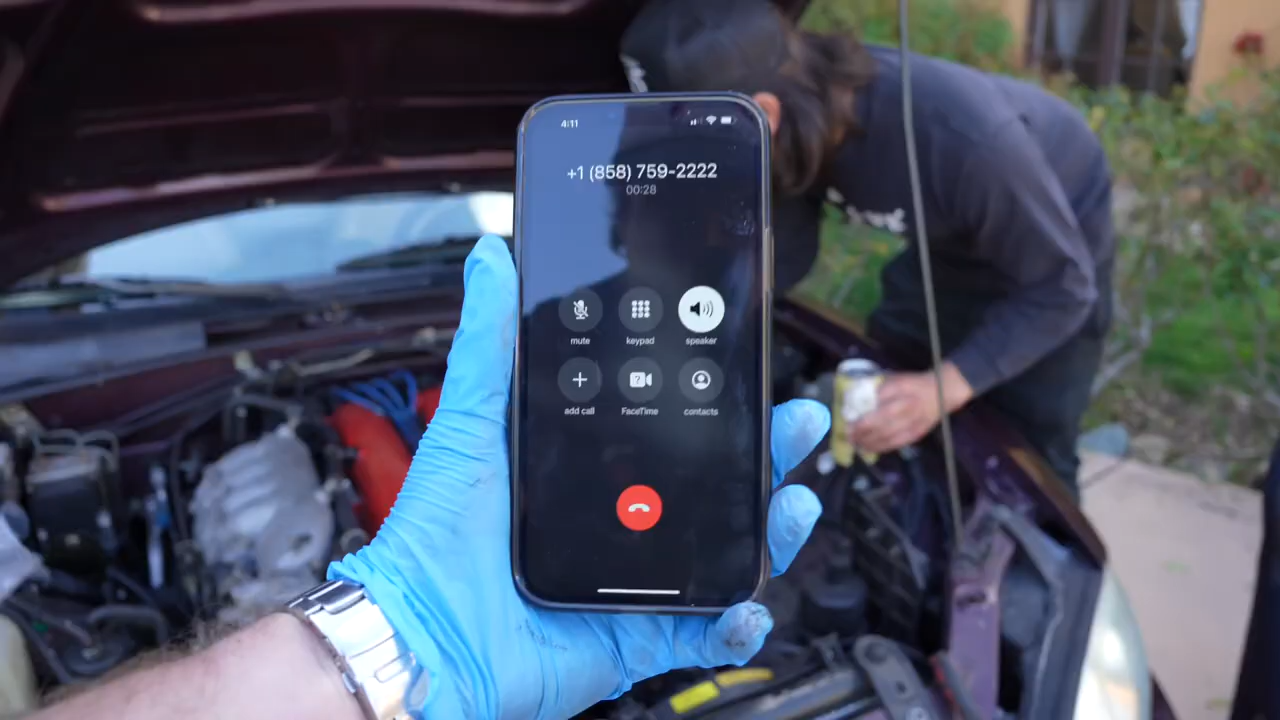 4:11
+1 (858) 759-2222
00:28
mute
keypad
speaker
add call
FaceTime
contacts